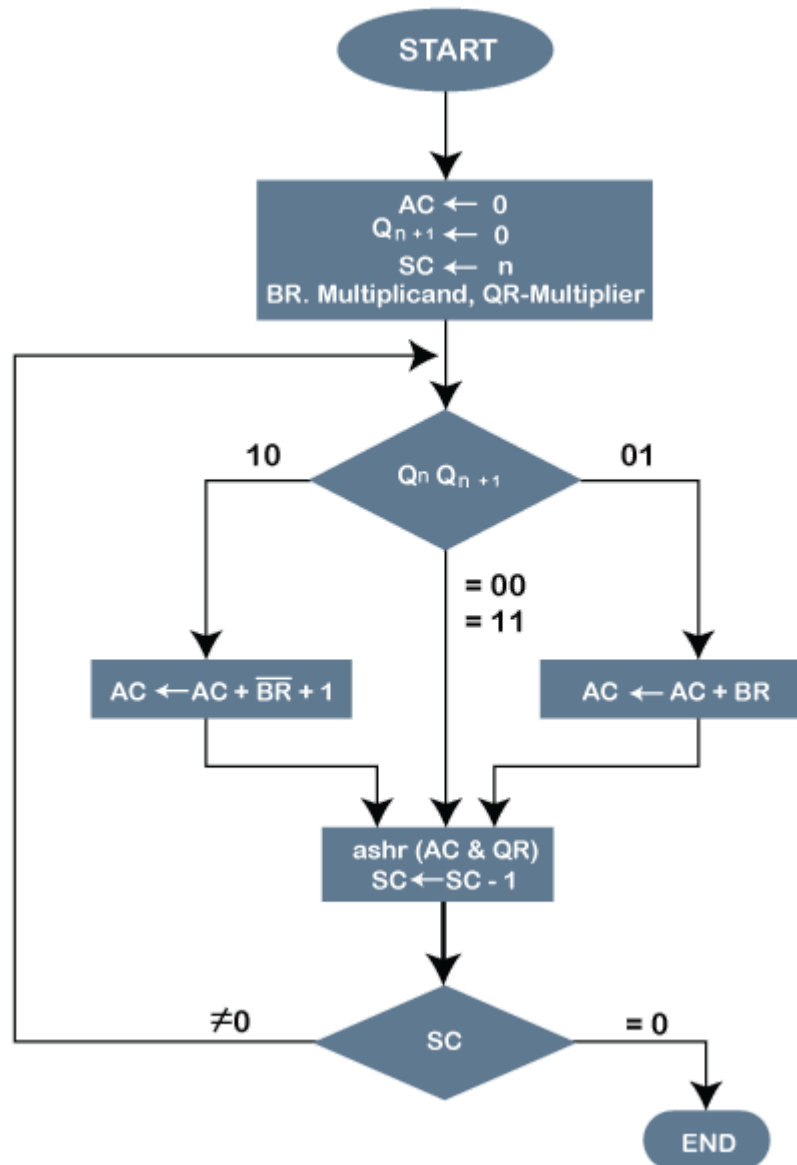 START
AC ← 0
Qn+1 ← 0
SC ← n
BR. Multiplicand, QR-Multiplier
10
Qn Qn+1
01
= 00
= 11
AC ← AC + B̅R̅ + 1
AC ← AC + BR
ashr (AC & QR)
SC ← SC - 1
≠0
SC
= 0
END